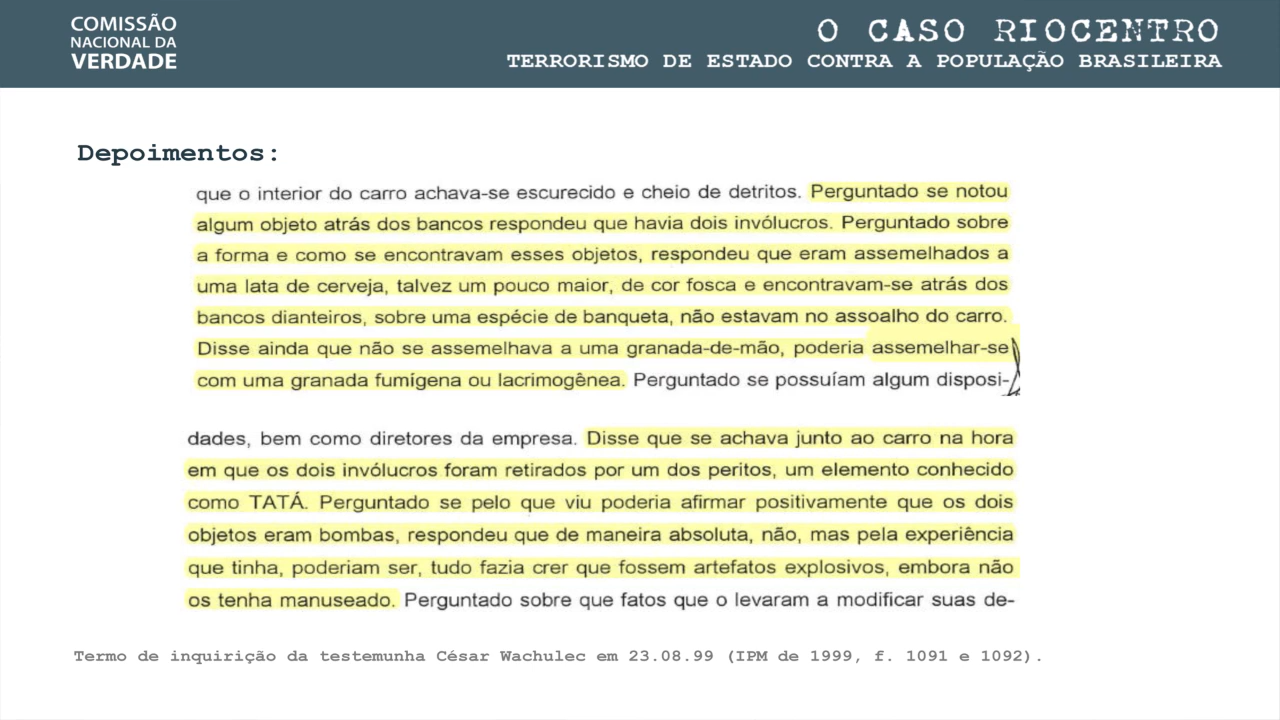 COMISSÃO
NACIONAL DA
VERDADE
O CASO RIOCENTRO
TERRORISMO DE ESTADO CONTRA A POPULAÇÃO BRASILEIRA
Depoimentos:
que o interior do carro achava-se escurecido e cheio de detritos. Perguntado se notou
algum objeto atrás dos bancos respondeu que havia dois invólucros. Perguntado sobre
a forma e como se encontravam esses objetos, respondeu que eram assemelhados a
uma lata de cerveja, talvez um pouco maior, de cor fosca e encontravam-se atrás dos
bancos dianteiros, sobre uma espécie de banqueta, não estavam no assoalho do carro.
Disse ainda que não se assemelhava a uma granada-de-mão, poderia assemelhar-se
com uma granada fumígena ou lacrimogênea. Perguntado se possuíam algum disposi-
dades, bem como diretores da empresa. Disse que se achava junto ao carro na hora
em que os dois invólucros foram retirados por um dos peritos, um elemento conhecido
como TATÁ. Perguntado se pelo que viu poderia afirmar positivamente que os dois
objetos eram bombas, respondeu que de maneira absoluta, não, mas pela experiência
que tinha, poderiam ser, tudo fazia crer que fossem artefatos explosivos, embora não
os tenha manuseado. Perguntado sobre que fatos que o levaram a modificar suas de-
Termo de inquirição da testemunha César Wachulec em 23.08.99 (IPM de 1999, f. 1091 e 1092).